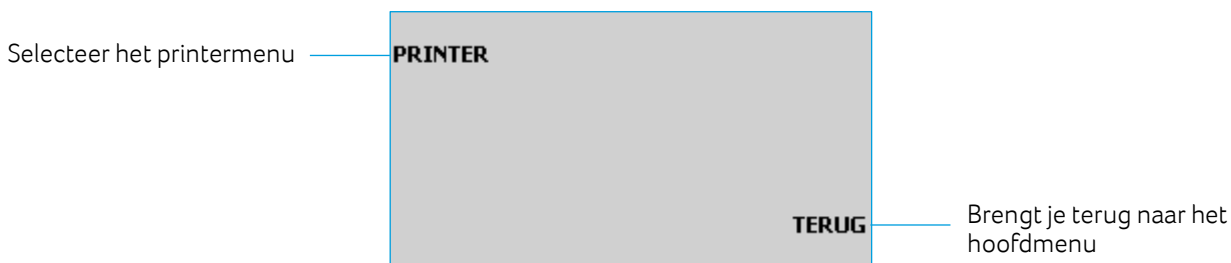 Selecteer het printermenu
PRINTER
TERUG
Brengt je terug naar het
hoofdmenu